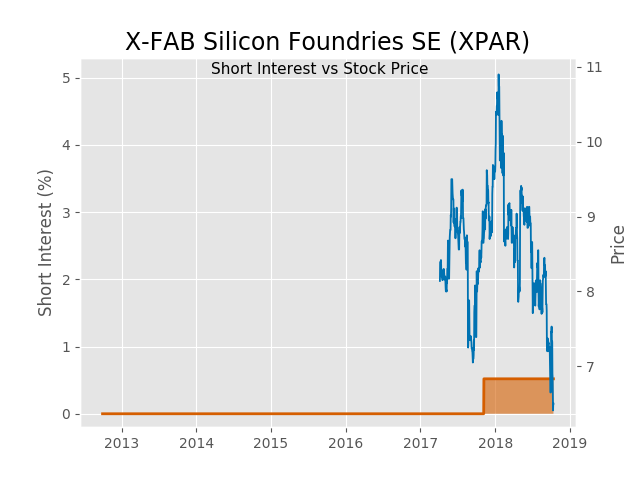 X-FAB Silicon Foundries SE (XPAR)
Short Interest vs Stock Price
Short Interest (%)
5
4
3
2
1
0
11
10
9
8
7
Price
2013 2014 2015 2016 2017 2018 2019